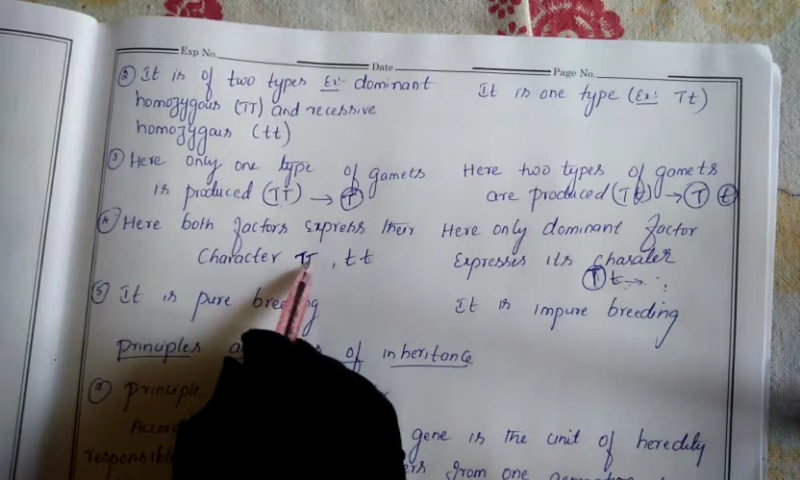 Exp No.
Date
Page No.
② It is of two types Ex:- dominant
homozygous (TT) and recessive
homozygous (tt)
It is one type (Ex: Tt)
③ Here only one type of gamets
is produced (TT) → T
Here two types of gamets
are produced (Tt) → T t
④ Here both factors express their
Character TT , tt
Here only dominant factor
Expresses its charater
T t →
⑤ It is pure breeding
It is impure breeding
principles of inheritance
ⓐ principle
gene is the unit of heredity
responsible
from one